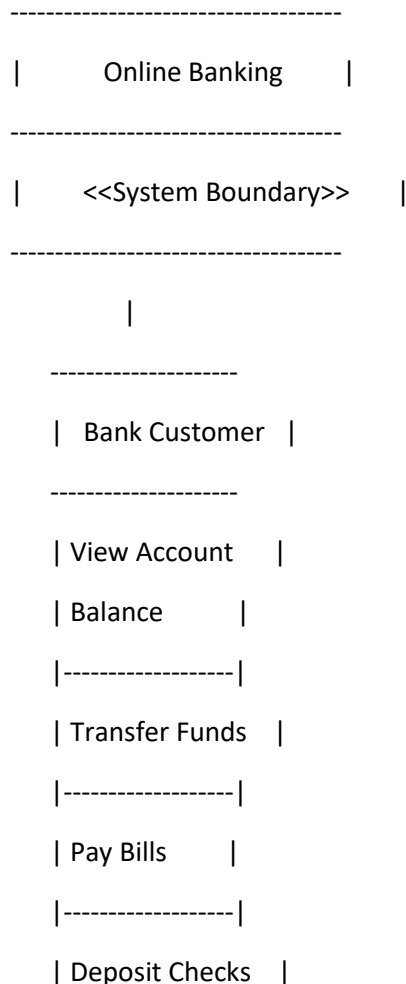 ------------------------------------
| Online Banking |
------------------------------------
| <<System Boundary>> |
------------------------------------
|
---------------------
| Bank Customer |
---------------------
| View Account |
| Balance |
|-------------------|
| Transfer Funds |
|-------------------|
| Pay Bills |
|-------------------|
| Deposit Checks |